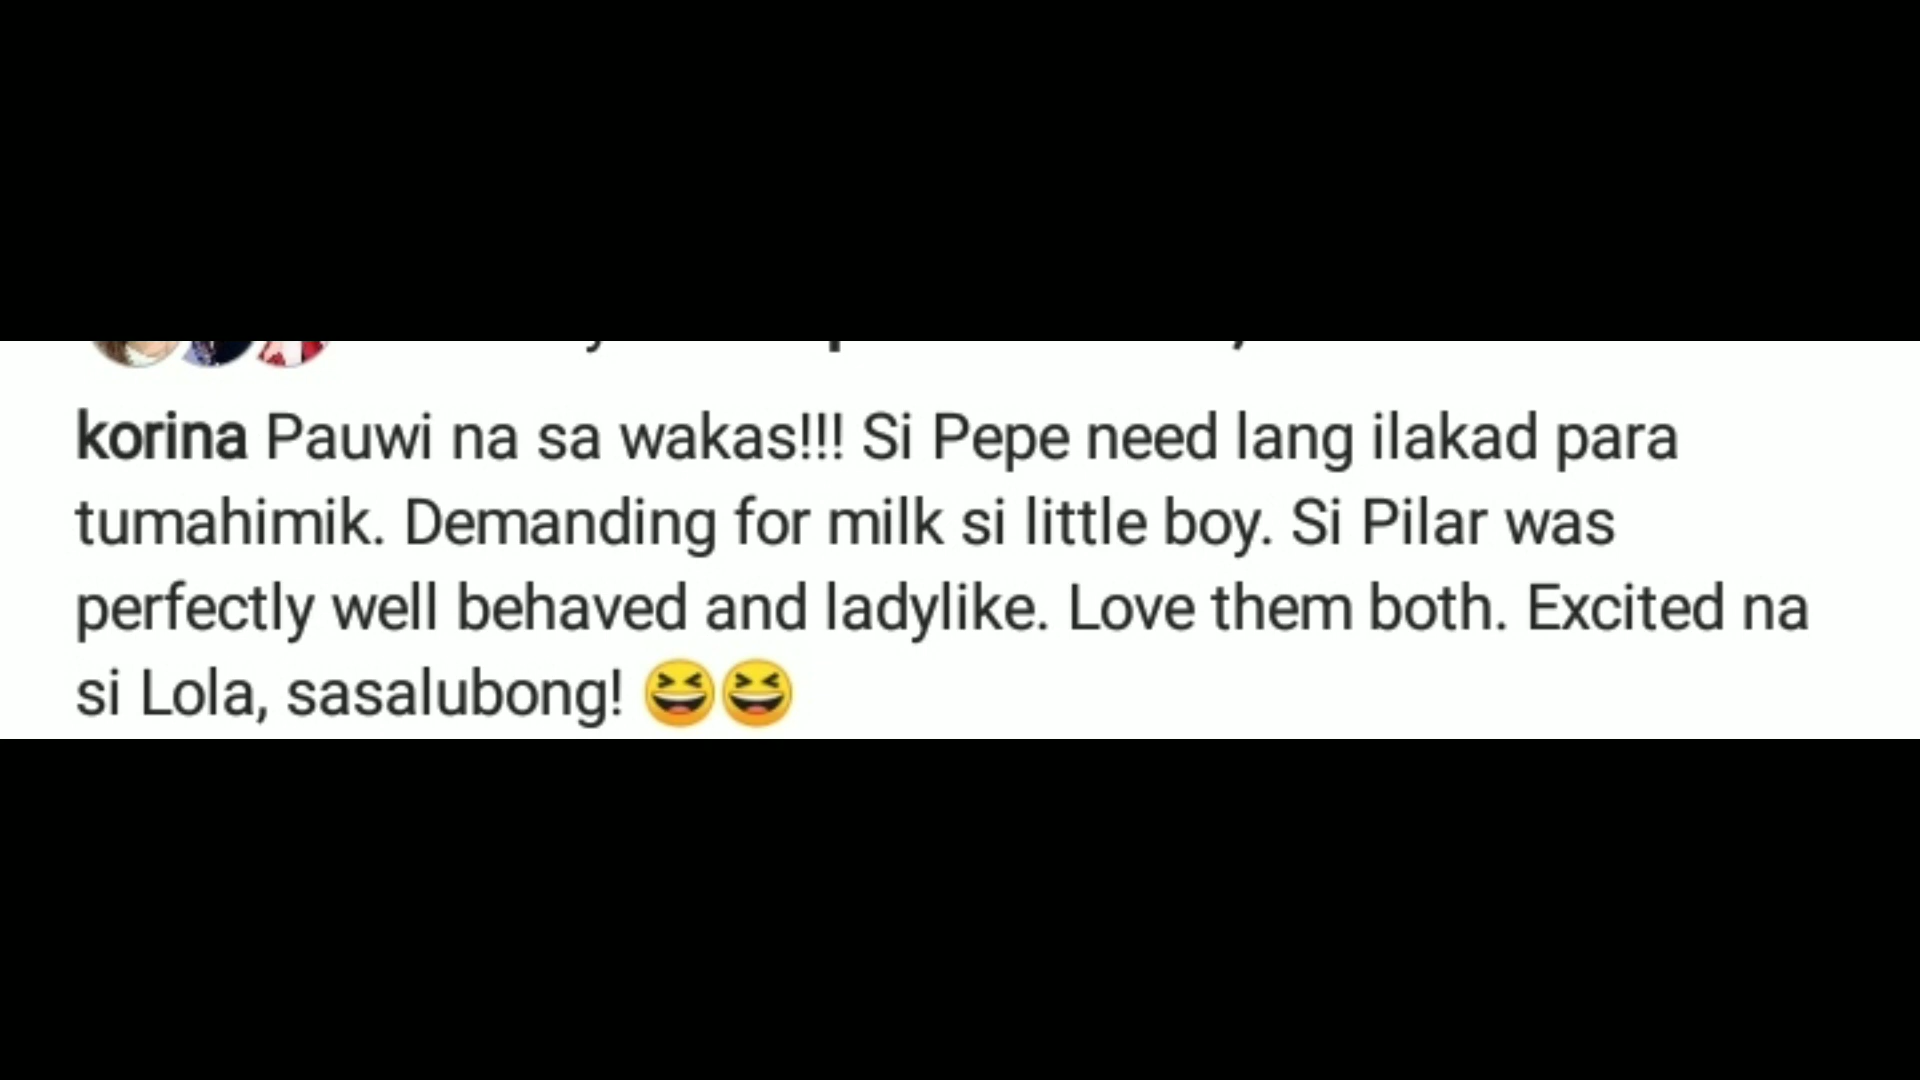 korina Pauwi na sa wakas!!! Si Pepe need lang ilakad para
tumahimik. Demanding for milk si little boy. Si Pilar was
perfectly well behaved and ladylike. Love them both. Excited na
si Lola, sasalubong! 😆😆